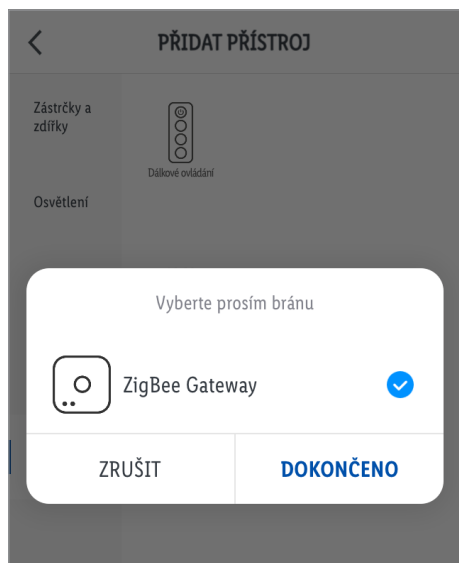 PŘIDAT PŘÍSTROJ
Zástrčky a
zdířky
Dálkové ovládání
Osvětlení
Vyberte prosím bránu
ZigBee Gateway
ZRUŠIT
DOKONČENO